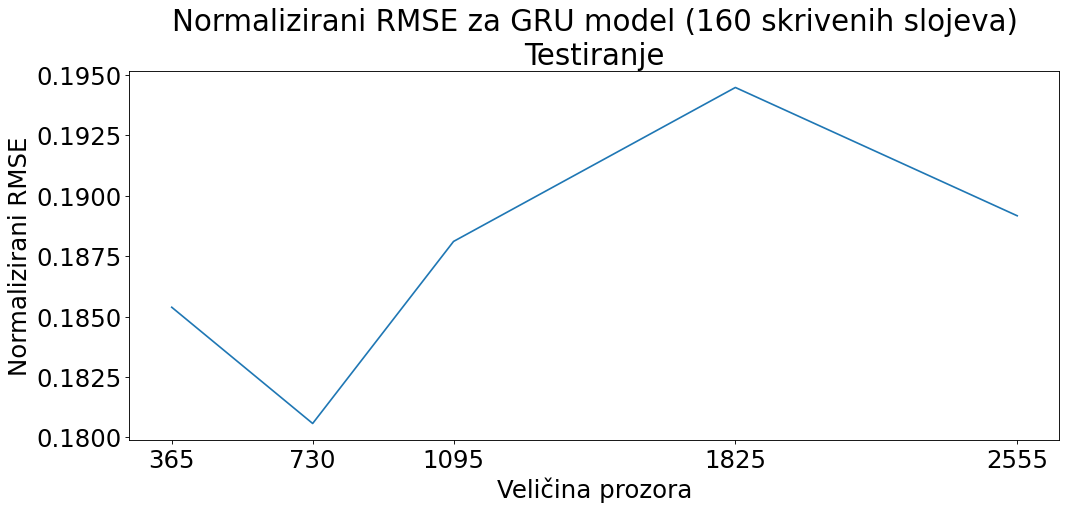 Normalizirani RMSE za GRU model (160 skrivenih slojeva)
Testiranje
Normalizirani RMSE
0.1950
0.1925
0.1900
0.1875
0.1850
0.1825
0.1800
365 730 1095 1825 2555
Veličina prozora